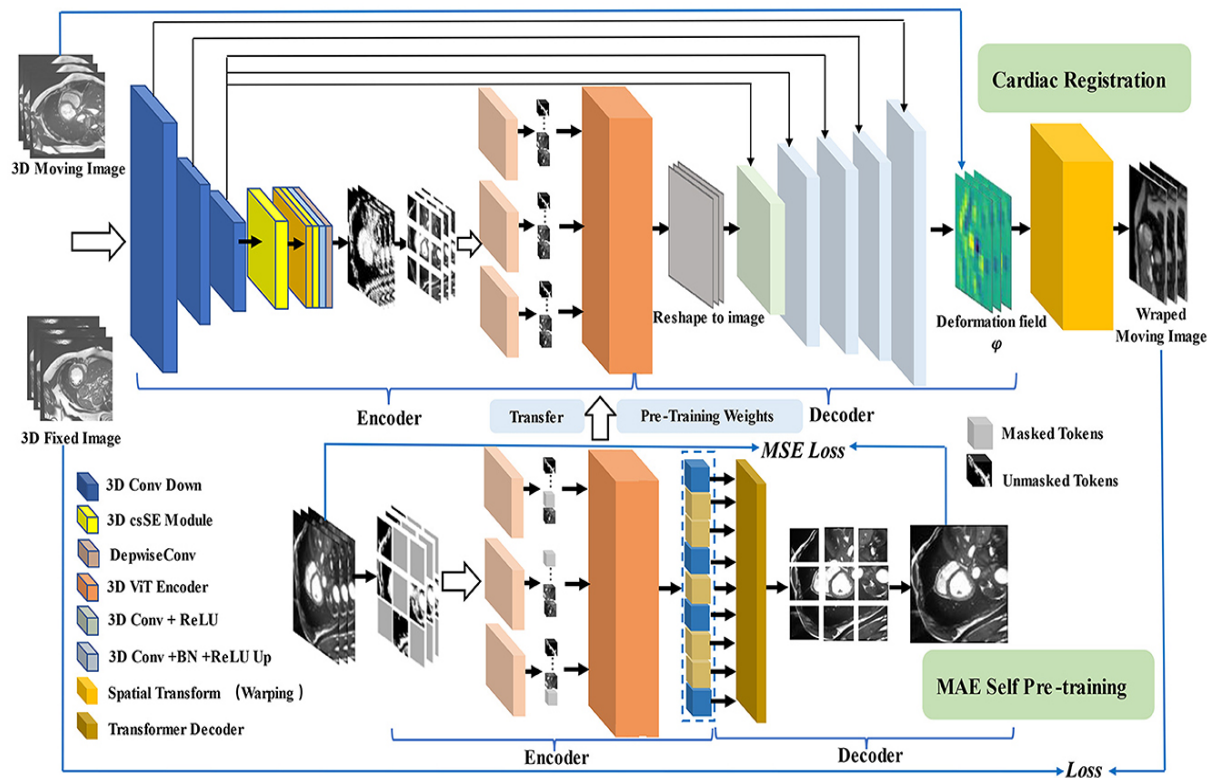 Cardiac Registration
3D Moving Image
Reshape to image
Deformation field
φ
Wraped
Moving Image
Encoder
Decoder
3D Fixed Image
Transfer
Pre-Training Weights
MSE Loss
Masked Tokens
Unmasked Tokens
3D Conv Down
3D csSE Module
DepwiseConv
3D ViT Encoder
3D Conv + ReLU
3D Conv +BN +ReLU Up
Spatial Transform （Warping ）
Transformer Decoder
MAE Self Pre-training
Encoder
Decoder
Loss